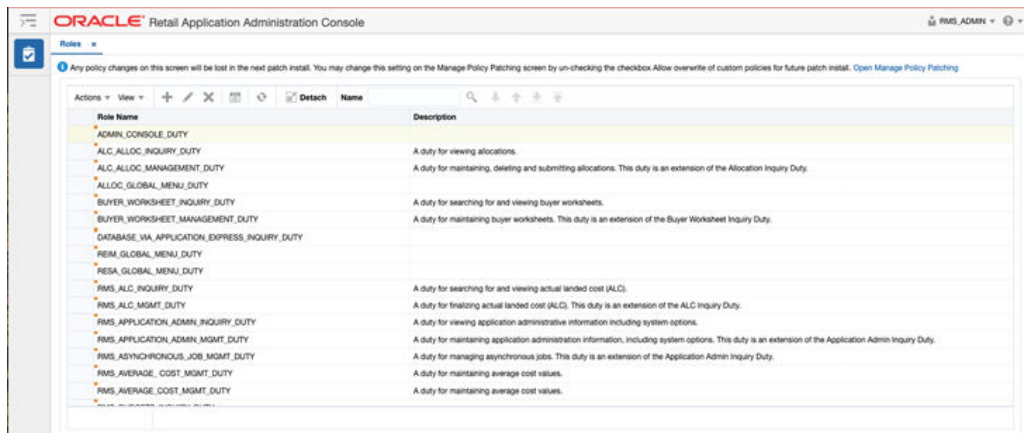 ORACLE® Retail Application Administration Console
RMS_ADMIN
Roles x
Any policy changes on this screen will be lost in the next patch install. You may change this setting on the Manage Policy Patching screen by un-checking the checkbox Allow overwrite of custom policies for future patch install. Open Manage Policy Patching
Actions View Detach Name
Role Name Description
ADMIN_CONSOLE_DUTY
ALC_ALLOC_INQUIRY_DUTY A duty for viewing allocations.
ALC_ALLOC_MANAGEMENT_DUTY A duty for maintaining, deleting and submitting allocations. This duty is an extension of the Allocation Inquiry Duty.
ALLOC_GLOBAL_MENU_DUTY
BUYER_WORKSHEET_INQUIRY_DUTY A duty for searching for and viewing buyer worksheets.
BUYER_WORKSHEET_MANAGEMENT_DUTY A duty for maintaining buyer worksheets. This duty is an extension of the Buyer Worksheet Inquiry Duty.
DATABASE_VIA_APPLICATION_EXPRESS_INQUIRY_DUTY
REIM_GLOBAL_MENU_DUTY
RESA_GLOBAL_MENU_DUTY
RMS_ALC_INQUIRY_DUTY A duty for searching for and viewing actual landed cost (ALC).
RMS_ALC_MGMT_DUTY A duty for finalizing actual landed cost (ALC). This duty is an extension of the ALC Inquiry Duty.
RMS_APPLICATION_ADMIN_INQUIRY_DUTY A duty for viewing application administrative information including system options.
RMS_APPLICATION_ADMIN_MGMT_DUTY A duty for maintaining application administration information, including system options. This duty is an extension of the Application Admin Inquiry Duty.
RMS_ASYNCHRONOUS_JOB_MGMT_DUTY A duty for managing asynchronous jobs. This duty is an extension of the Application Admin Inquiry Duty.
RMS_AVERAGE_ COST_MGMT_DUTY A duty for maintaining average cost values.
RMS_AVERAGE_COST_MGMT_DUTY A duty for maintaining average cost values.